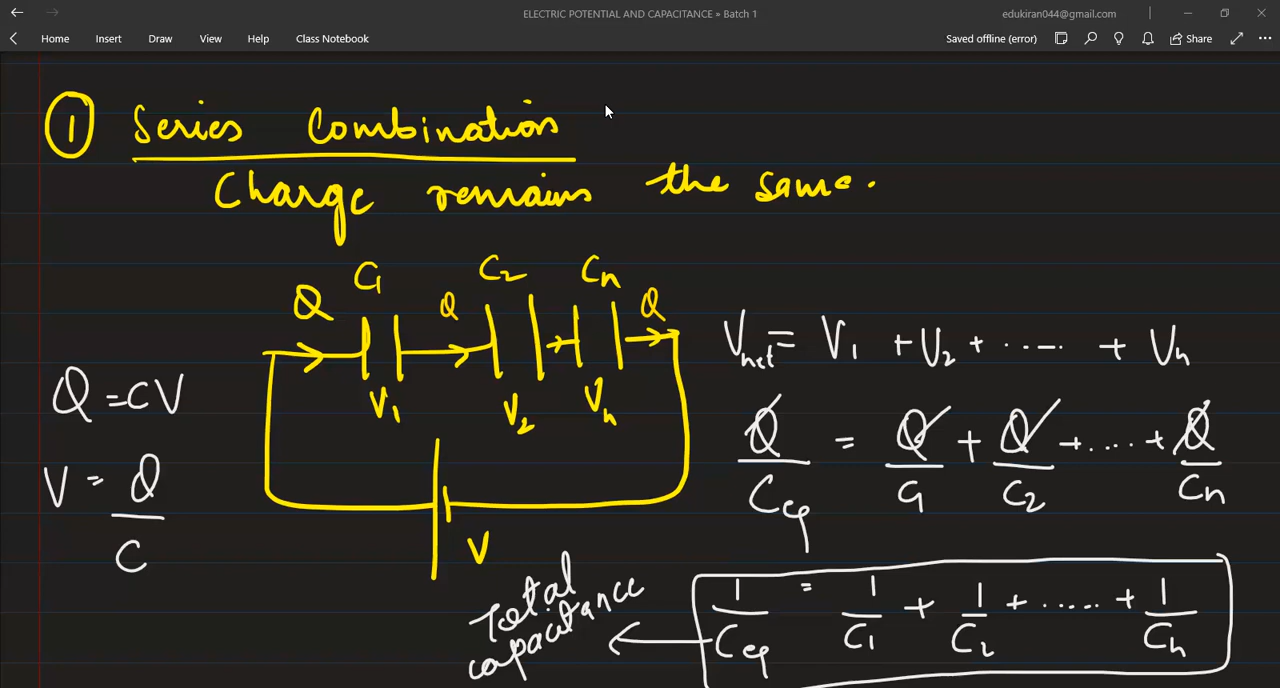 ELECTRIC POTENTIAL AND CAPACITANCE » Batch 1
edukiran044@gmail.com
Home Insert Draw View Help Class Notebook
Saved offline (error)
Share
① Series Combination
Charge remains the same.
Q C1 Q C2 Cn Q
V1 V2 Vn
V
Q = CV
V = Q/C
Vnet = V1 + V2 + ..... + Vn
Q/Ceq = Q/C1 + Q/C2 + ..... + Q/Cn
1/Ceq = 1/C1 + 1/C2 + ..... + 1/Cn
Total
capacitance